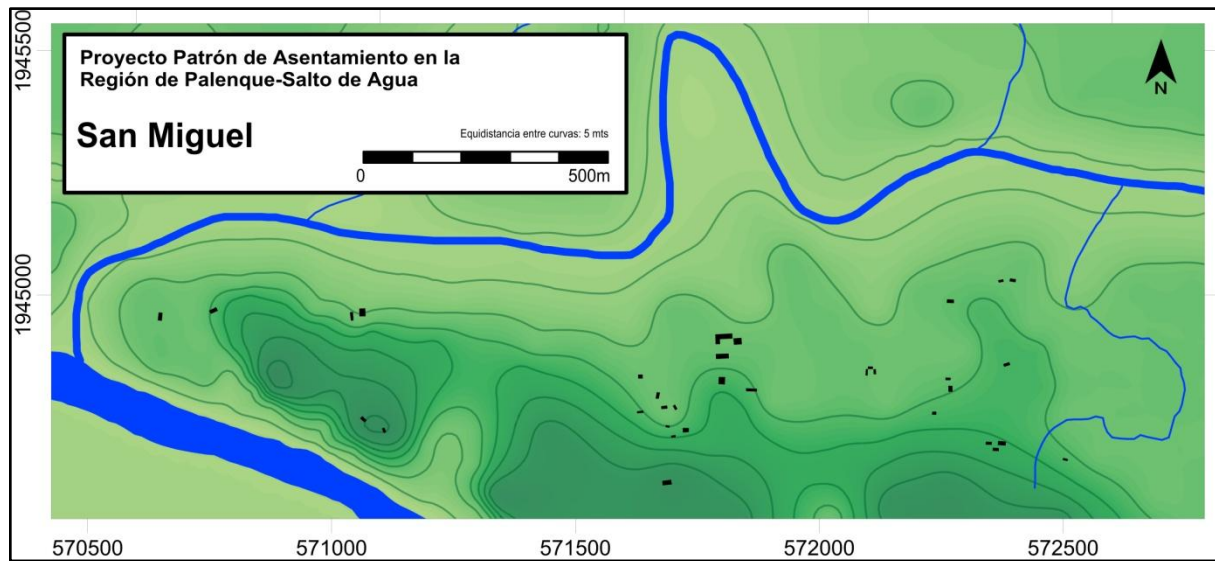 Proyecto Patrón de Asentamiento en la
Región de Palenque-Salto de Agua
San Miguel
Equidistancia entre curvas: 5 mts
0 500m
N
1945500
1945000
570500 571000 571500 572000 572500